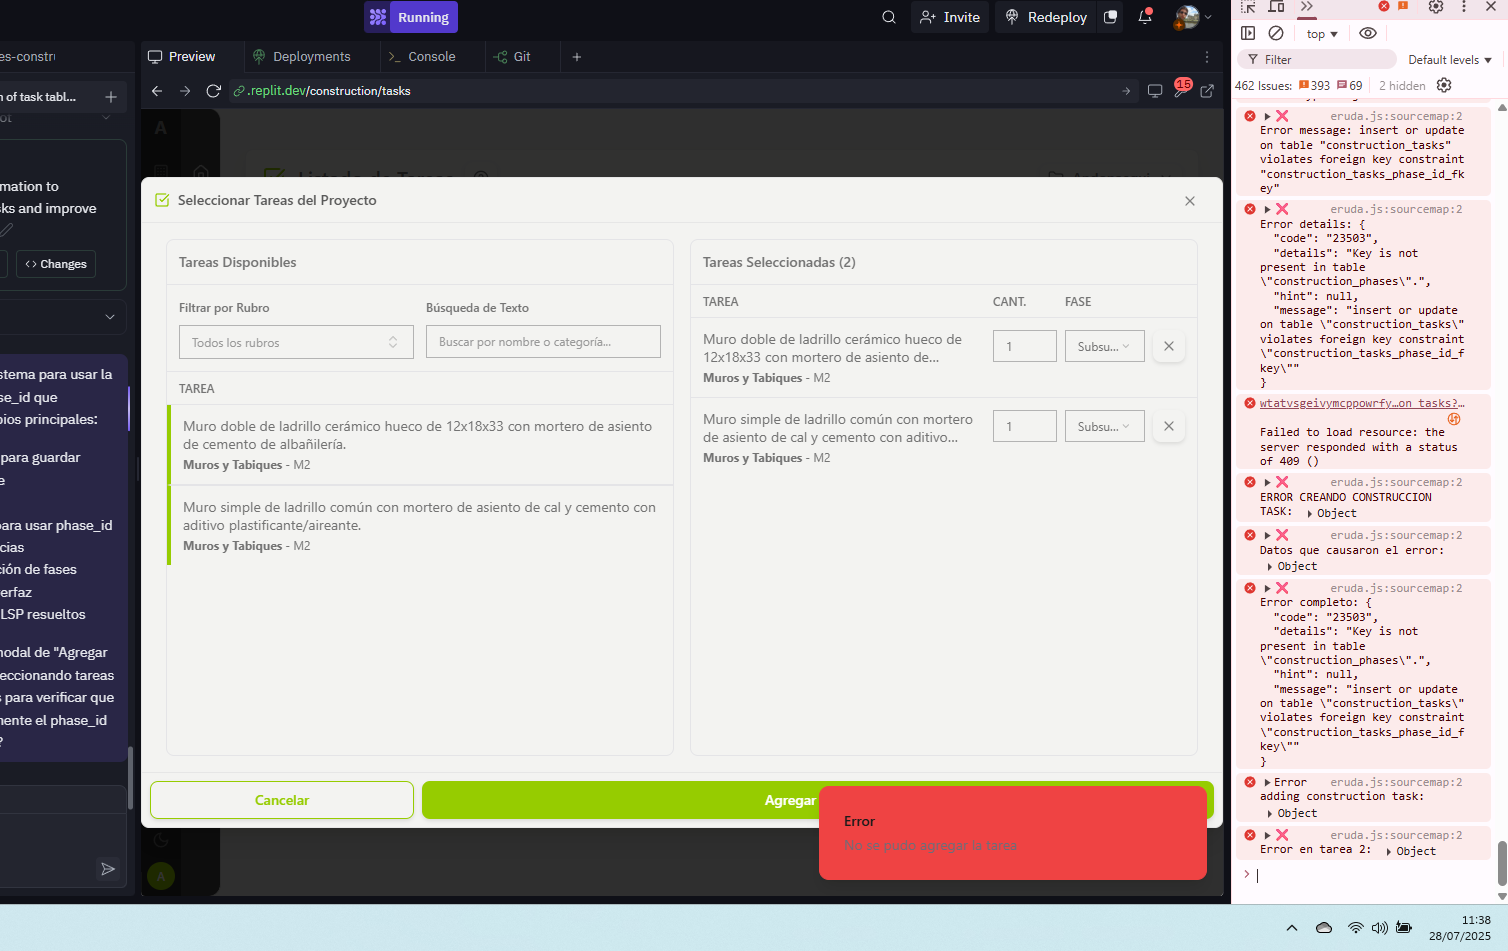 Running
Invite
Redeploy
es-constru
Preview
Deployments
Console
Git
n of task tabl...
.replit.dev/construction/tasks
15
mation to
sks and improve
Changes
stema para usar la
se_id que
bios principales:
para guardar
e
para usar phase_id
cias
ción de fases
erfaz
LSP resueltos
modal de "Agregar
eccionando tareas
s para verificar que
mente el phase_id
?
A
Listado de Tareas
Seleccionar Tareas del Proyecto
Tareas Disponibles
Filtrar por Rubro
Búsqueda de Texto
Todos los rubros
Buscar por nombre o categoría...
TAREA
Muro doble de ladrillo cerámico hueco de 12x18x33 con mortero de asiento
de cemento de albañilería.
Muros y Tabiques - M2
Muro simple de ladrillo común con mortero de asiento de cal y cemento con
aditivo plastificante/aireante.
Muros y Tabiques - M2
Tareas Seleccionadas (2)
TAREA CANT. FASE
Muro doble de ladrillo cerámico hueco de
12x18x33 con mortero de asiento de...
Muros y Tabiques - M2
1
Subsu...
Muro simple de ladrillo común con mortero
de asiento de cal y cemento con aditivo...
Muros y Tabiques - M2
1
Subsu...
Cancelar
Agregar
Error
No se pudo agregar la tarea
A
top
Filter
Default levels
462 Issues: 393 69 2 hidden
eruda.js:sourcemap:2
Error message: insert or update
on table "construction_tasks"
violates foreign key constraint
"construction_tasks_phase_id_fk
ey"
eruda.js:sourcemap:2
Error details: {
"code": "23503",
"details": "Key is not
present in table
\"construction_phases\".",
"hint": null,
"message": "insert or update
on table \"construction_tasks\"
violates foreign key constraint
\"construction_tasks_phase_id_f
key\""
}
wtatvsgeivymcppowrfy…on_tasks?…
Failed to load resource: the
server responded with a status
of 409 ()
eruda.js:sourcemap:2
ERROR CREANDO CONSTRUCCION
TASK: Object
eruda.js:sourcemap:2
Datos que causaron el error:
Object
eruda.js:sourcemap:2
Error completo: {
"code": "23503",
"details": "Key is not
present in table
\"construction_phases\".",
"hint": null,
"message": "insert or update
on table \"construction_tasks\"
violates foreign key constraint
\"construction_tasks_phase_id_f
key\""
}
Error eruda.js:sourcemap:2
adding construction task:
Object
eruda.js:sourcemap:2
Error en tarea 2: Object
11:38
28/07/2025